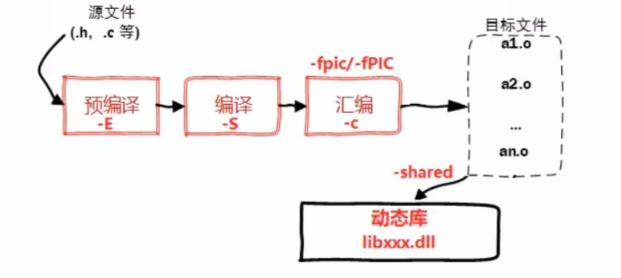 源文件
(.h, .c 等)
预编译
-E
编译
-S
-fpic/-fPIC
汇编
-c
目标文件
a1.o
a2.o
...
an.o
-shared
动态库
libxxx.dll